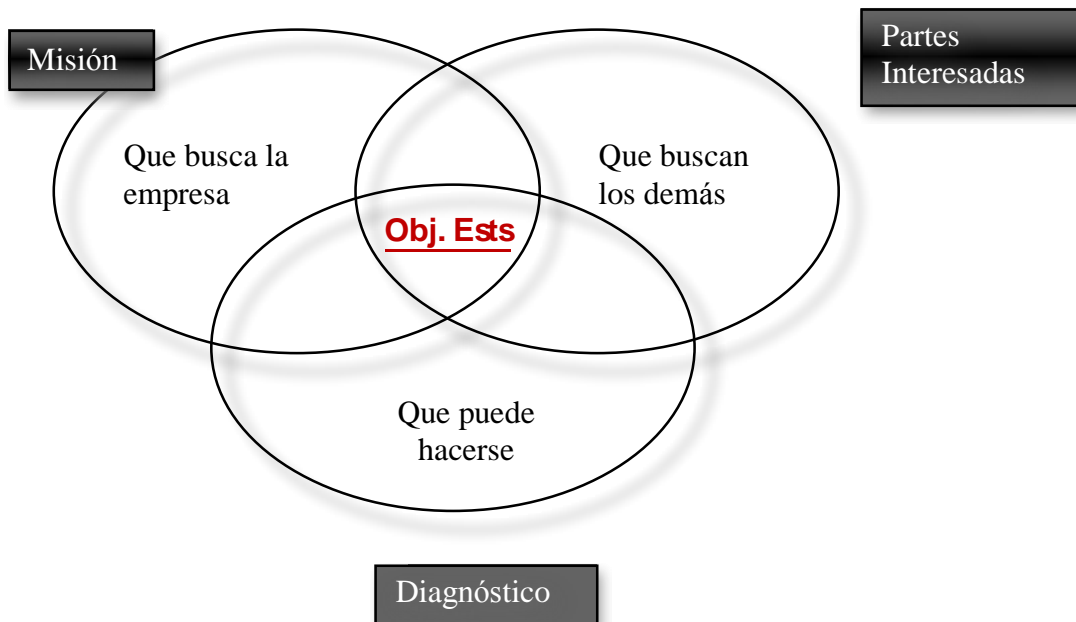 Misión
Partes
Interesadas
Que busca la
empresa
Que buscan
los demás
Obj. Ests
Que puede
hacerse
Diagnóstico